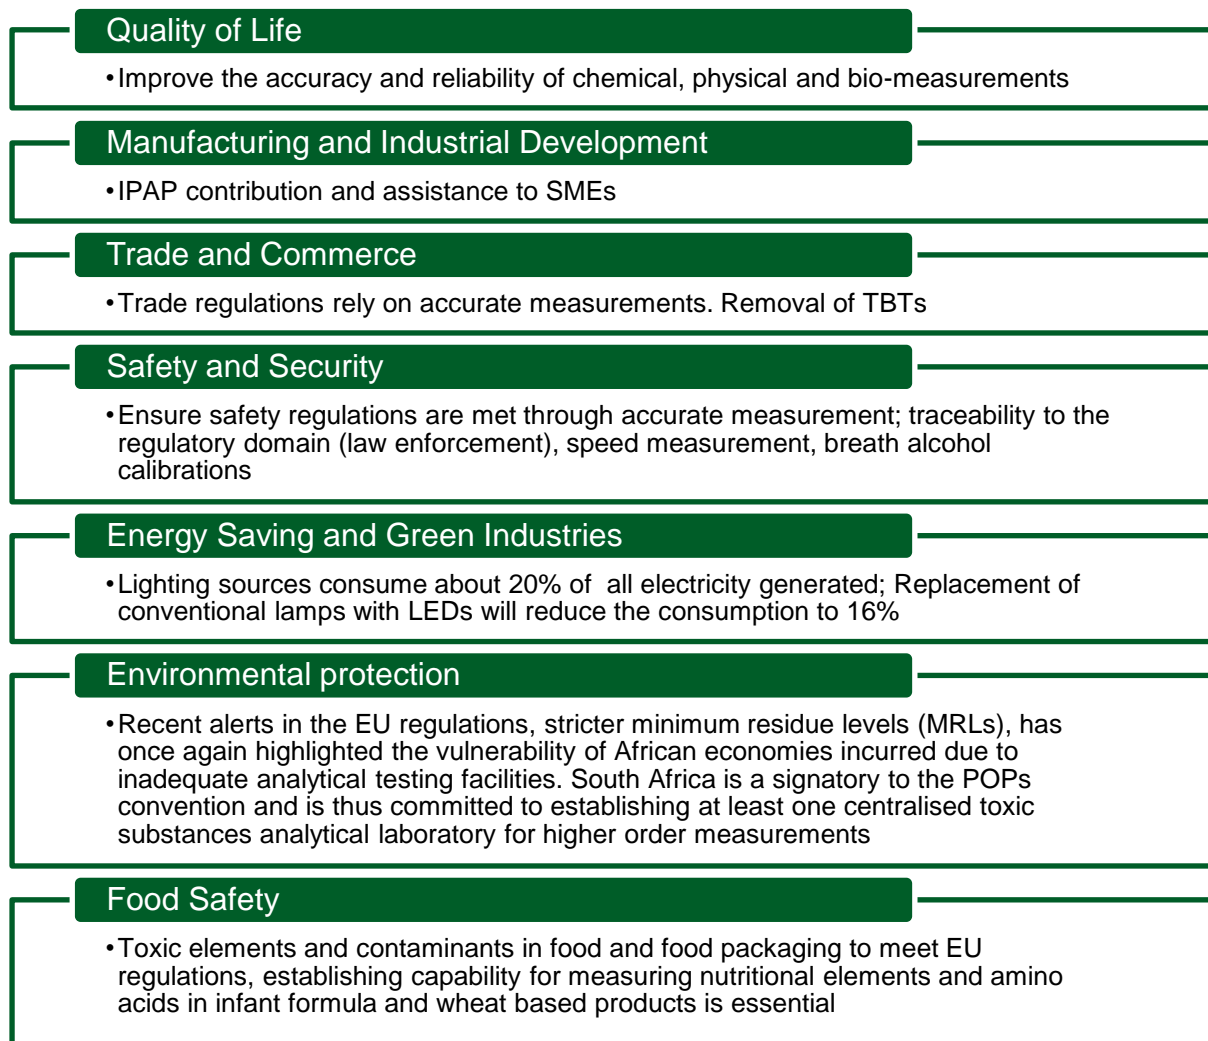 Quality of Life
•Improve the accuracy and reliability of chemical, physical and bio-measurements
Manufacturing and Industrial Development
•IPAP contribution and assistance to SMEs
Trade and Commerce
•Trade regulations rely on accurate measurements. Removal of TBTs
Safety and Security
•Ensure safety regulations are met through accurate measurement; traceability to the
regulatory domain (law enforcement), speed measurement, breath alcohol
calibrations
Energy Saving and Green Industries
•Lighting sources consume about 20% of  all electricity generated; Replacement of
conventional lamps with LEDs will reduce the consumption to 16%
Environmental protection
•Recent alerts in the EU regulations, stricter minimum residue levels (MRLs), has
once again highlighted the vulnerability of African economies incurred due to
inadequate analytical testing facilities. South Africa is a signatory to the POPs
convention and is thus committed to establishing at least one centralised toxic
substances analytical laboratory for higher order measurements
Food Safety
•Toxic elements and contaminants in food and food packaging to meet EU
regulations, establishing capability for measuring nutritional elements and amino
acids in infant formula and wheat based products is essential